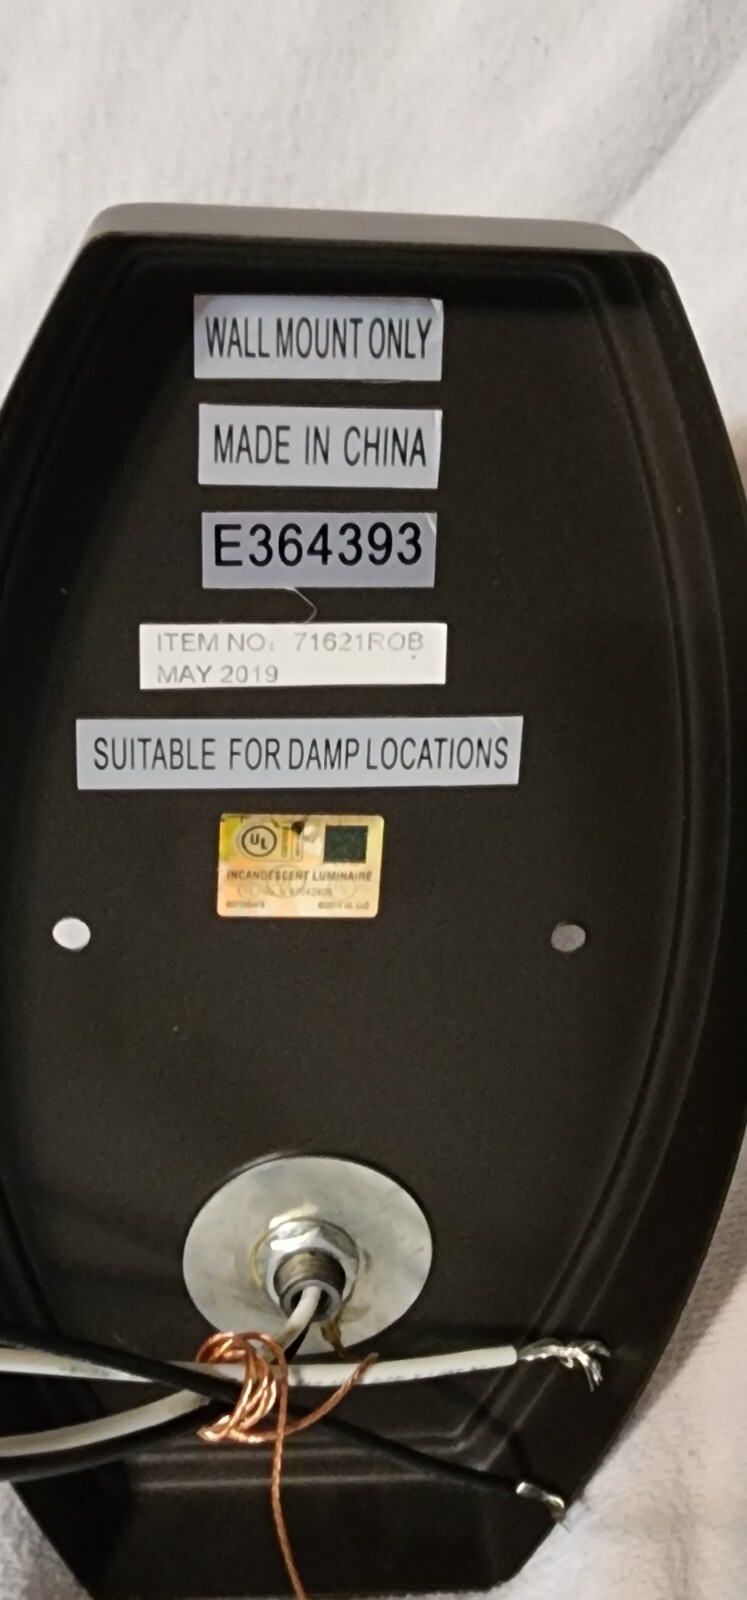 WALL MOUNT ONLY
MADE IN CHINA
E364393
ITEM NO: 71621ROB
MAY 2019
SUITABLE FOR DAMP LOCATIONS
UL
INCANDESCENT LUMINAIRE